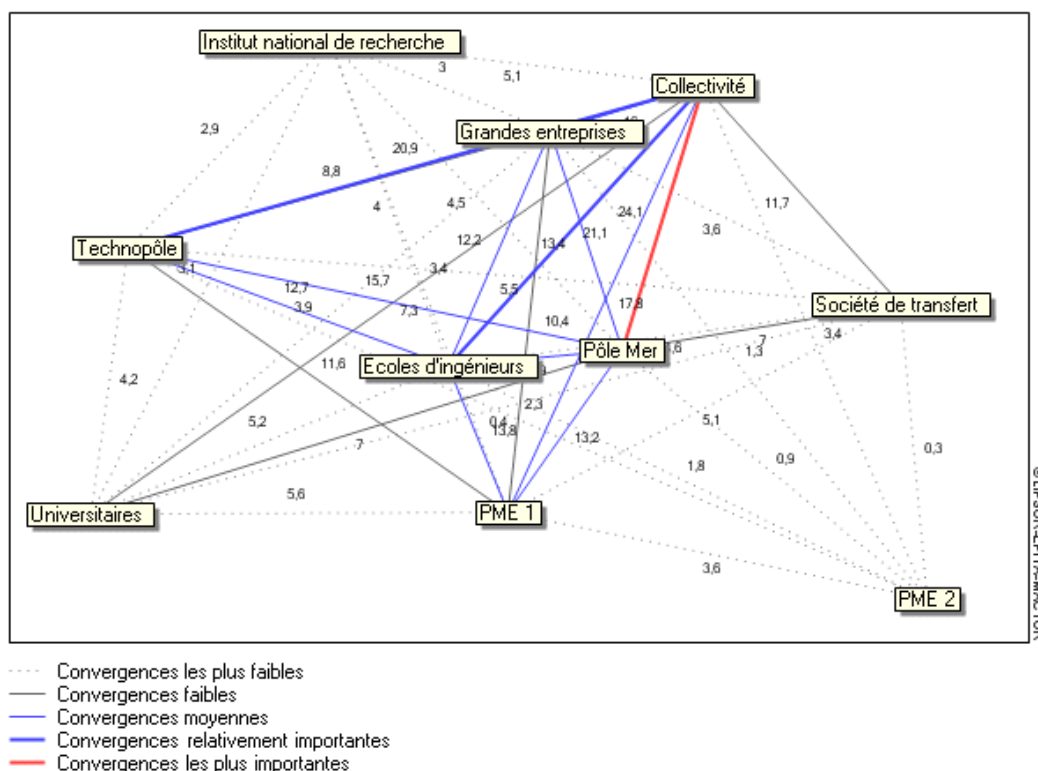 Institut national de recherche
3
5,1
Collectivité
Grandes entreprises
2,9
20,9
8,8
4
4,5
24,1
11,7
3,6
12,2
13,4
21,1
Technopôle
3,1
3,4
15,7
12,7
5,5
3,9
7,3
17,8
Société de transfert
10,4
7
3,4
Pôle Mer
1,3
11,6
Ecoles d'ingénieurs
4,2
2,3
5,2
0,4
13,8
5,1
7
13,2
1,8
0,9
0,3
5,6
Universitaires
PME 1
3,6
PME 2
Convergences les plus faibles
Convergences faibles
Convergences moyennes
Convergences relativement importantes
Convergences les plus importantes